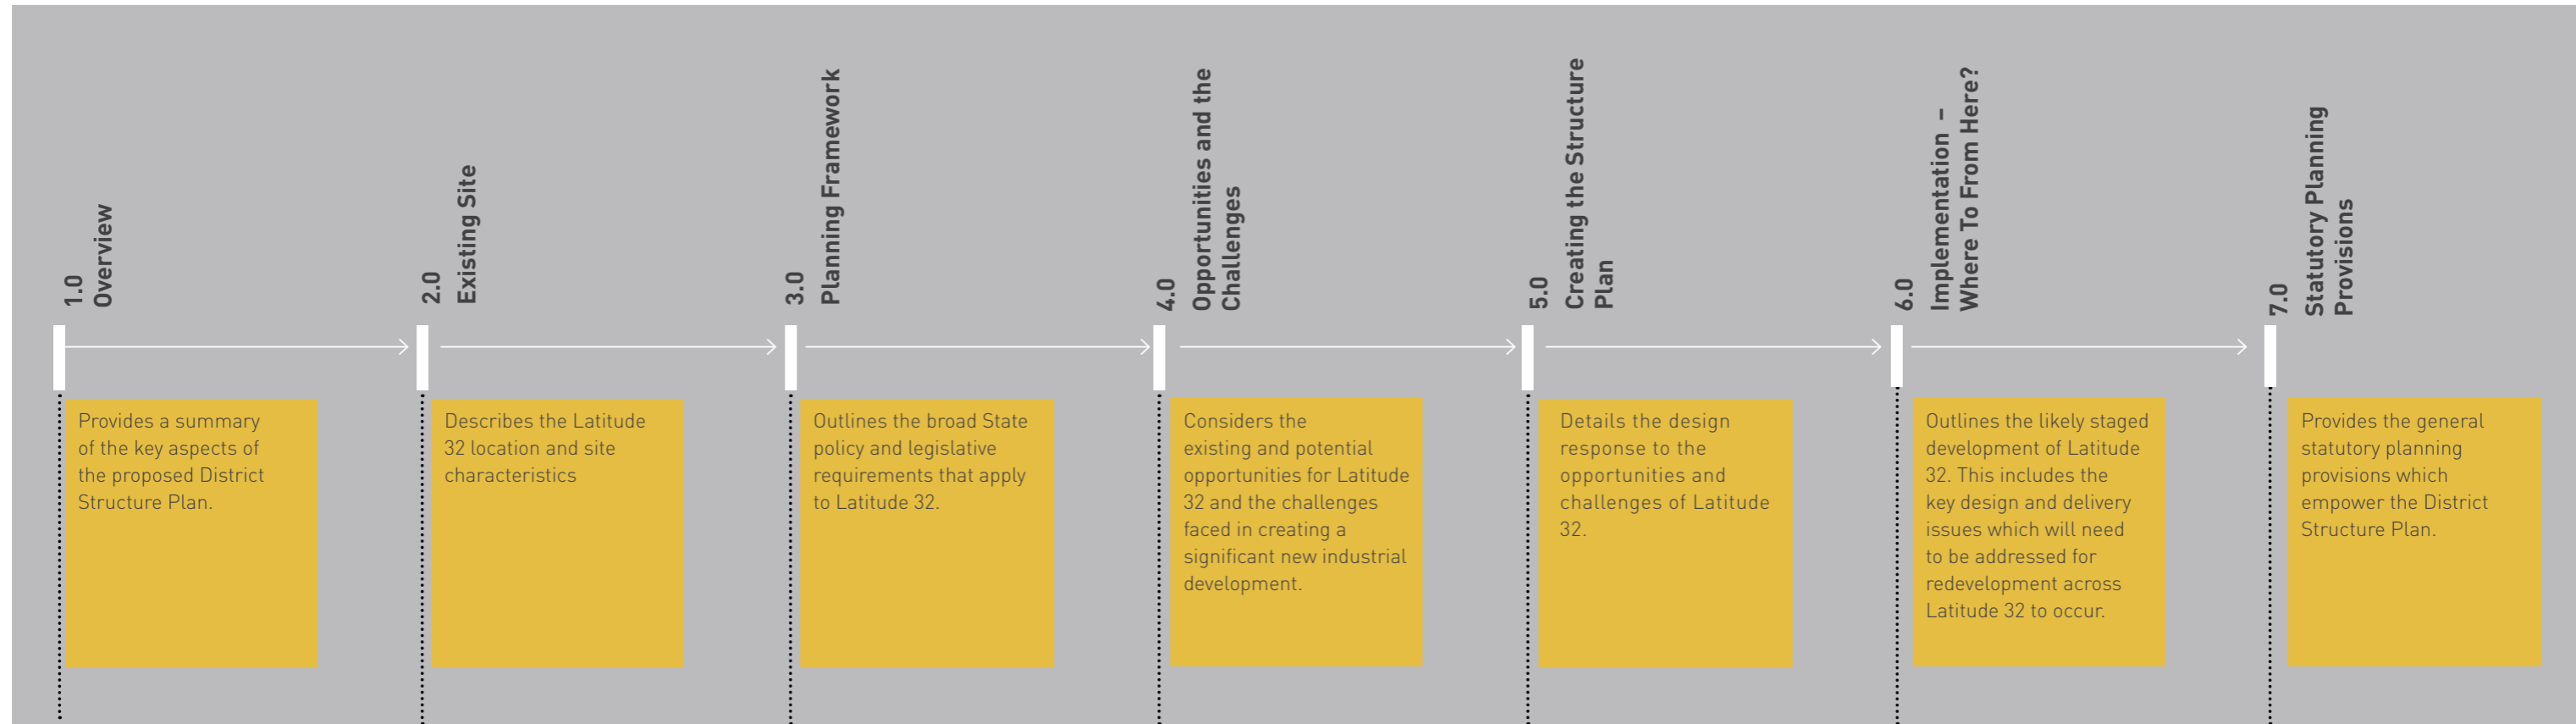 1.0
Overview
Provides a summary
of the key aspects of
the proposed District
Structure Plan.
2.0
Existing Site
Describes the Latitude
32 location and site
characteristics
3.0
Planning Framework
Outlines the broad State
policy and legislative
requirements that apply
to Latitude 32.
4.0
Opportunities and the
Challenges
Considers the
existing and potential
opportunities for Latitude
32 and the challenges
faced in creating a
significant new industrial
development.
5.0
Creating the Structure
Plan
Details the design
response to the
opportunities and
challenges of Latitude
32.
6.0
Implementation –
Where To From Here?
Outlines the likely staged
development of Latitude
32. This includes the
key design and delivery
issues which will need
to be addressed for
redevelopment across
Latitude 32 to occur.
7.0
Statutory Planning
Provisions
Provides the general
statutory planning
provisions which
empower the District
Structure Plan.